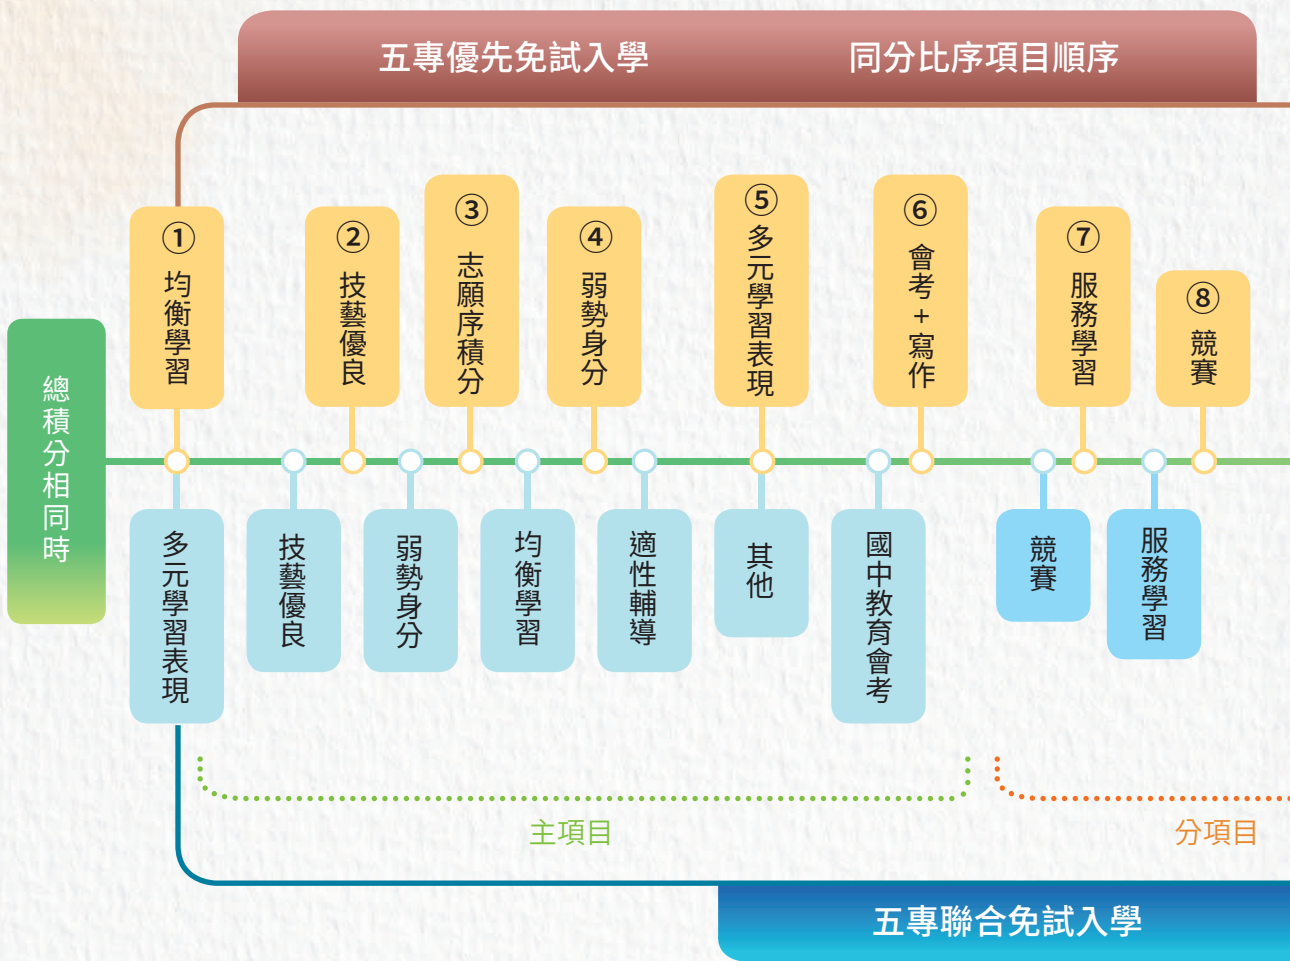 五專優先免試入學 同分比序項目順序
總積分相同時
① 均衡學習
② 技藝優良
③ 志願序積分
④ 弱勢身分
⑤ 多元學習表現
⑥ 會考+寫作
⑦ 服務學習
⑧ 競賽
多元學習表現
技藝優良
弱勢身分
均衡學習
適性輔導
其他
國中教育會考
競賽
服務學習
主項目
分項目
五專聯合免試入學